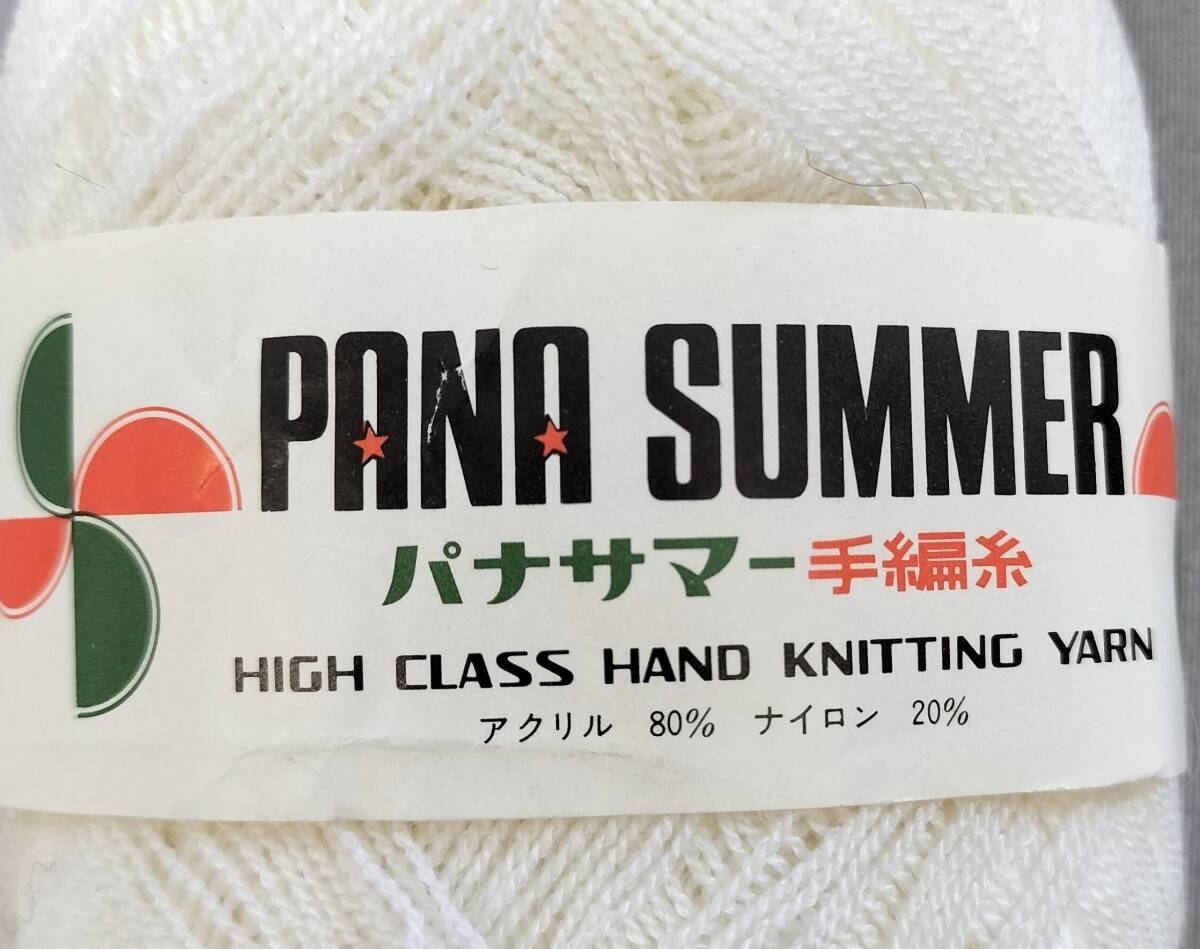 PANA SUMMER
パナサマー手編糸
HIGH CLASS HAND KNITTING YARN
アクリル 80% ナイロン 20%